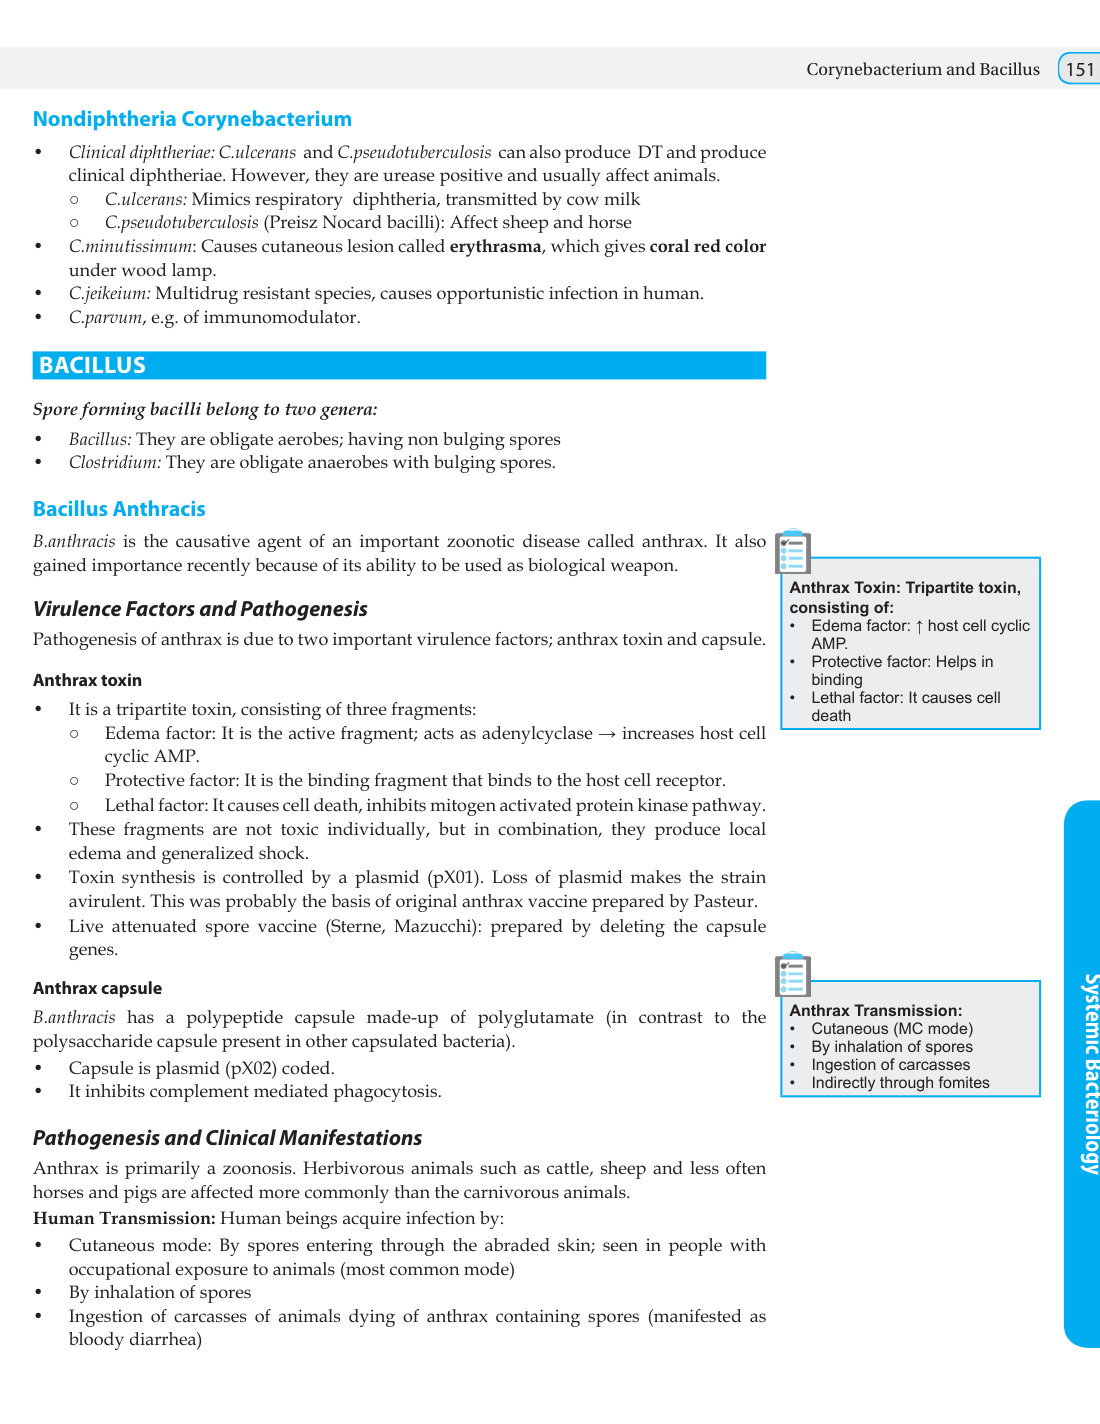 Corynebacterium and Bacillus 151
Nondiphtheria Corynebacterium
• Clinical diphtheriae: C.ulcerans and C.pseudotuberculosis can also produce DT and produce
clinical diphtheriae. However, they are urease positive and usually affect animals.
○ C.ulcerans: Mimics respiratory diphtheria, transmitted by cow milk
○ C.pseudotuberculosis (Preisz Nocard bacilli): Affect sheep and horse
• C.minutissimum: Causes cutaneous lesion called erythrasma, which gives coral red color
under wood lamp.
• C.jeikeium: Multidrug resistant species, causes opportunistic infection in human.
• C.parvum, e.g. of immunomodulator.
BACILLUS
Spore forming bacilli belong to two genera:
• Bacillus: They are obligate aerobes; having non bulging spores
• Clostridium: They are obligate anaerobes with bulging spores.
Bacillus Anthracis
B.anthracis is the causative agent of an important zoonotic disease called anthrax. It also
gained importance recently because of its ability to be used as biological weapon.
Virulence Factors and Pathogenesis
Pathogenesis of anthrax is due to two important virulence factors; anthrax toxin and capsule.
Anthrax toxin
• It is a tripartite toxin, consisting of three fragments:
○ Edema factor: It is the active fragment; acts as adenylcyclase → increases host cell
cyclic AMP.
○ Protective factor: It is the binding fragment that binds to the host cell receptor.
○ Lethal factor: It causes cell death, inhibits mitogen activated protein kinase pathway.
• These fragments are not toxic individually, but in combination, they produce local
edema and generalized shock.
• Toxin synthesis is controlled by a plasmid (pX01). Loss of plasmid makes the strain
avirulent. This was probably the basis of original anthrax vaccine prepared by Pasteur.
• Live attenuated spore vaccine (Sterne, Mazucchi): prepared by deleting the capsule
genes.
Anthrax capsule
B.anthracis has a polypeptide capsule made-up of polyglutamate (in contrast to the
polysaccharide capsule present in other capsulated bacteria).
• Capsule is plasmid (pX02) coded.
• It inhibits complement mediated phagocytosis.
Pathogenesis and Clinical Manifestations
Anthrax is primarily a zoonosis. Herbivorous animals such as cattle, sheep and less often
horses and pigs are affected more commonly than the carnivorous animals.
Human Transmission: Human beings acquire infection by:
• Cutaneous mode: By spores entering through the abraded skin; seen in people with
occupational exposure to animals (most common mode)
• By inhalation of spores
• Ingestion of carcasses of animals dying of anthrax containing spores (manifested as
bloody diarrhea)
Anthrax Toxin: Tripartite toxin,
consisting of:
• Edema factor: ↑ host cell cyclic
AMP.
• Protective factor: Helps in
binding
• Lethal factor: It causes cell
death
Anthrax Transmission:
• Cutaneous (MC mode)
• By inhalation of spores
• Ingestion of carcasses
• Indirectly through fomites
Systemic Bacteriology